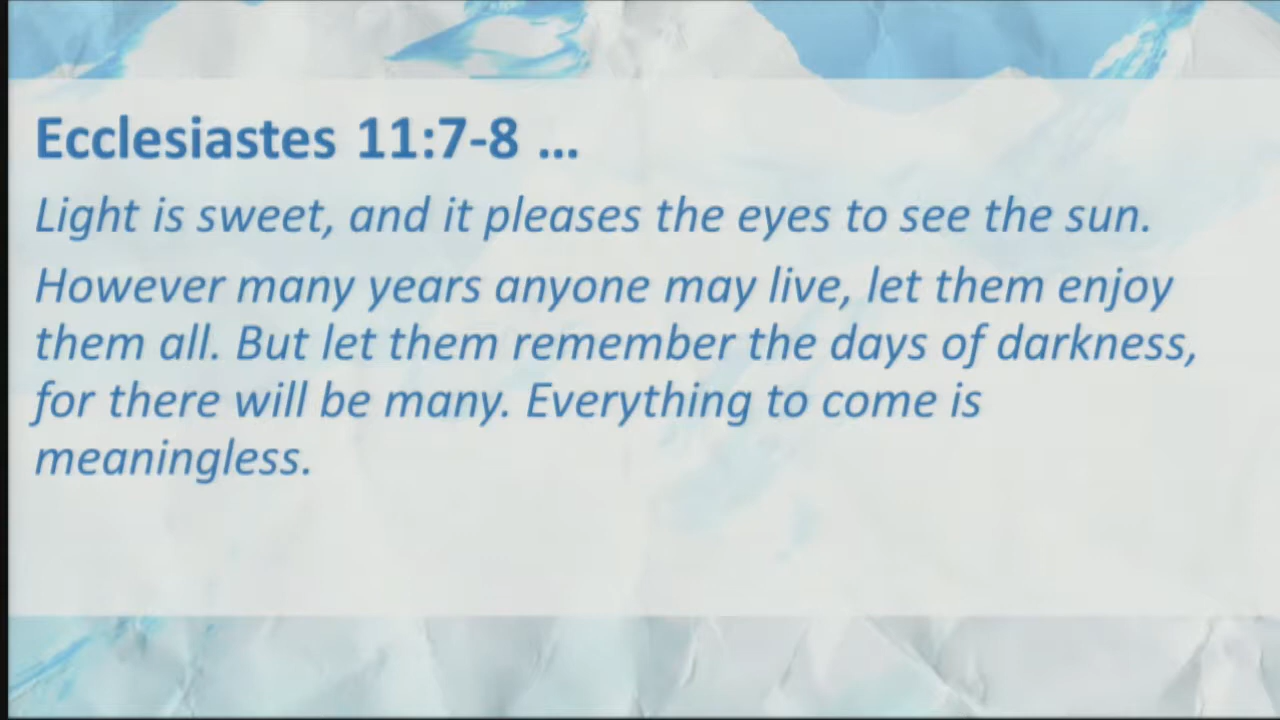 Ecclesiastes 11:7-8 ...
Light is sweet, and it pleases the eyes to see the sun.
However many years anyone may live, let them enjoy
them all. But let them remember the days of darkness,
for there will be many. Everything to come is
meaningless.